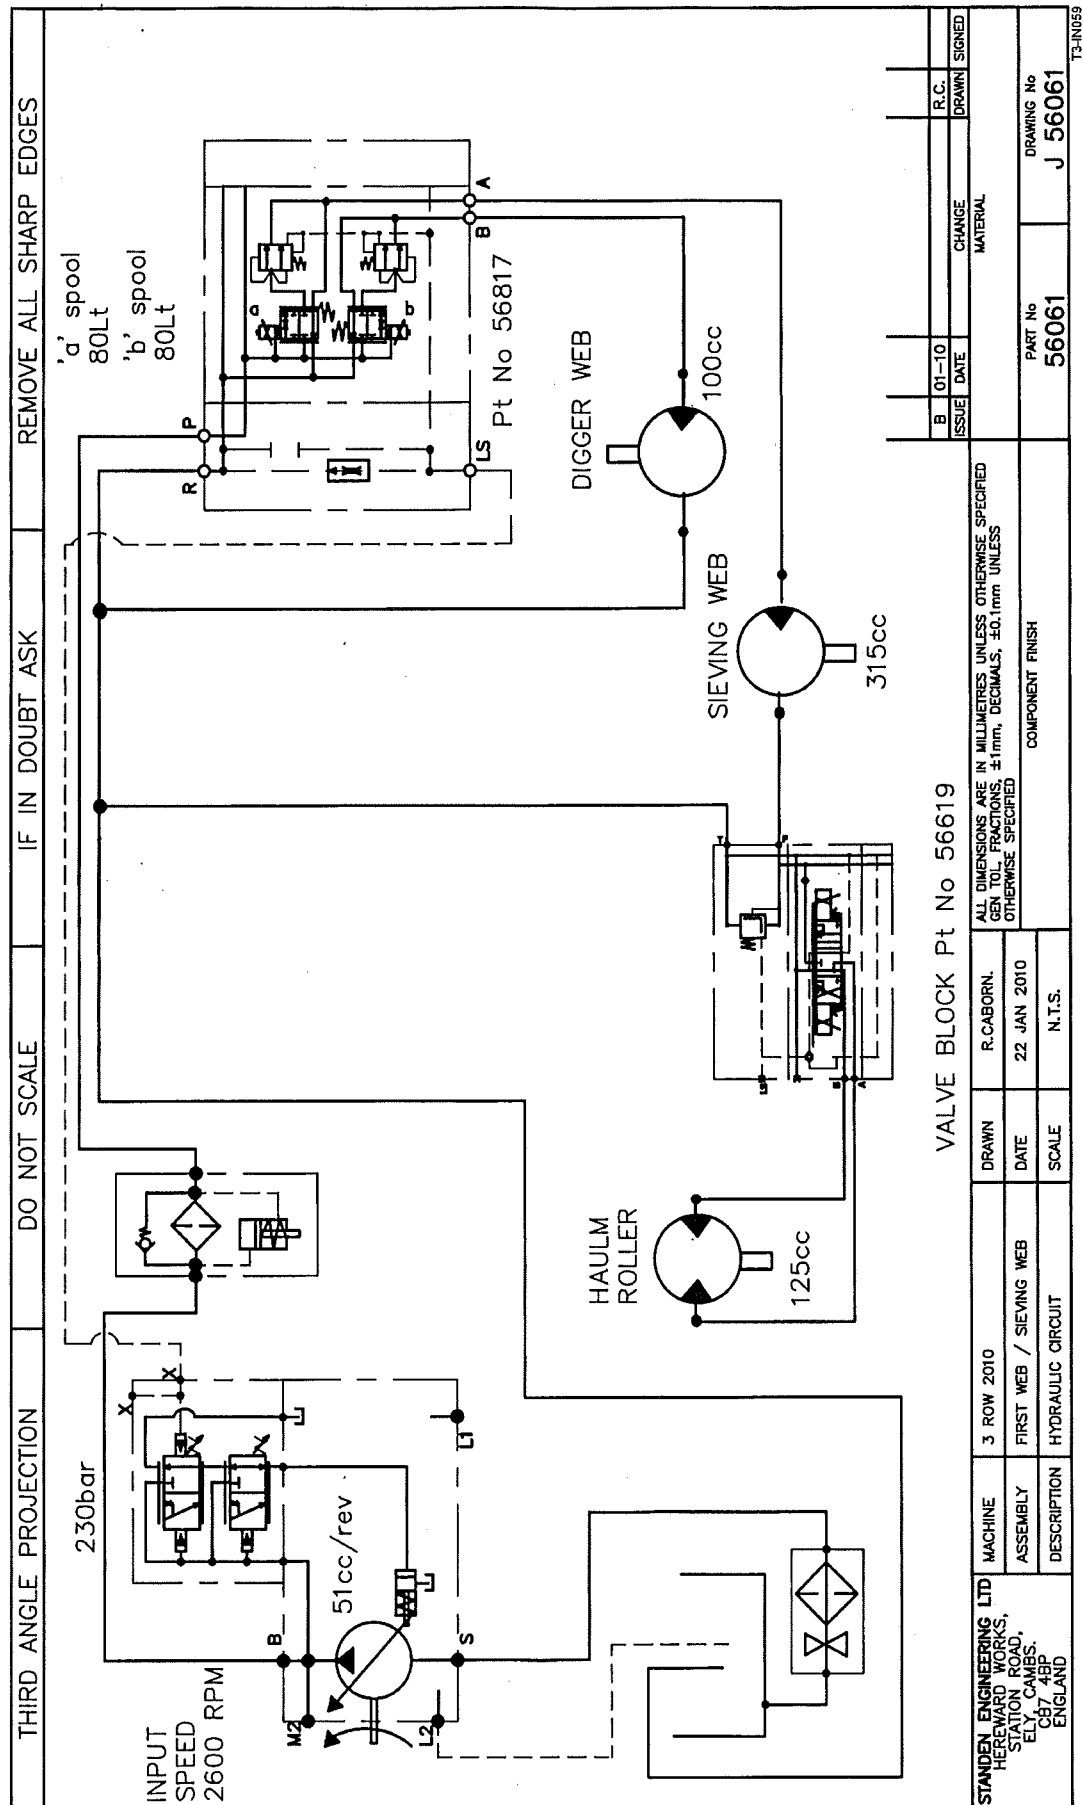 THIRD ANGLE PROJECTION
DO NOT SCALE
IF IN DOUBT ASK
REMOVE ALL SHARP EDGES
INPUT
SPEED
2600 RPM
230bar
51cc/rev
B
M2
L2
S
L1
X
X
'a' spool
80Lt
'b' spool
80Lt
R
P
a
b
LS
B
A
Pt No 56817
DIGGER WEB
100cc
SIEVING WEB
315cc
HAULM
ROLLER
125cc
T
P
LS
B
A
VALVE BLOCK Pt No 56619
STANDEN ENGINEERING LTD
HEREWARD WORKS,
STATION ROAD,
ELY, CAMBS.
CB7 4BP
ENGLAND
MACHINE 3 ROW 2010
ASSEMBLY FIRST WEB / SIEVING WEB
DESCRIPTION HYDRAULIC CIRCUIT
DRAWN R.CABORN.
DATE 22 JAN 2010
SCALE N.T.S.
ALL DIMENSIONS ARE IN MILLIMETRES UNLESS OTHERWISE SPECIFIED
GEN TOL. FRACTIONS, ±1mm, DECIMALS, ±0.1mm UNLESS
OTHERWISE SPECIFIED
COMPONENT FINISH
B 01-10 R.C.
ISSUE DATE CHANGE DRAWN SIGNED
MATERIAL
PART No
56061
DRAWING No
J 56061
T3-IN059